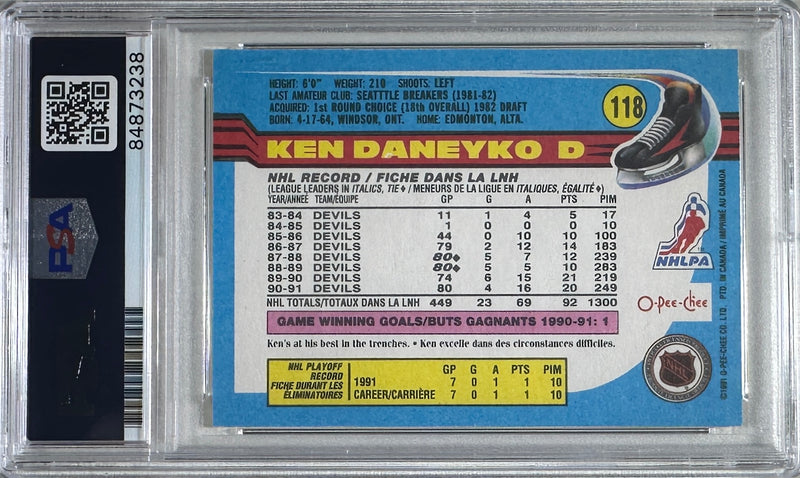 HEIGHT: 6'0" WEIGHT: 210 SHOOTS: LEFT
LAST AMATEUR CLUB: SEATTTLE BREAKERS (1981-82)
ACQUIRED: 1st ROUND CHOICE (18th OVERALL) 1982 DRAFT
BORN: 4-17-64, WINDSOR, ONT. HOME: EDMONTON, ALTA.
118
KEN DANEYKO D
NHL RECORD / FICHE DANS LA LNH
(LEAGUE LEADERS IN ITALICS, TIE♦ / MENEURS DE LA LIGUE EN ITALIQUES, ÉGALITÉ♦)
YEAR/ANNÉE TEAM/ÉQUIPE GP G A PTS PIM
83-84 DEVILS 11 1 4 5 17
84-85 DEVILS 1 0 0 0 10
85-86 DEVILS 44 0 10 10 100
86-87 DEVILS 79 2 12 14 183
87-88 DEVILS 80♦ 5 7 12 239
88-89 DEVILS 80♦ 5 5 10 283
89-90 DEVILS 74 6 15 21 219
90-91 DEVILS 80 4 16 20 249
NHL TOTALS/TOTAUX DANS LA LNH 449 23 69 92 1300
GAME WINNING GOALS/BUTS GAGNANTS 1990-91: 1
Ken's at his best in the trenches. • Ken excelle dans des circonstances difficiles.
NHL PLAYOFF
RECORD
FICHE DURANT LES
ÉLIMINATOIRES
GP G A PTS PIM
1991 7 0 1 1 10
CAREER/CARRIÈRE 7 0 1 1 10
NHLPA
O-Pee-Chee
NHL
©1991 O-PEE-CHEE CO. LTD. PTD. IN CANADA / IMPRIMÉ AU CANADA
84873238
PSA